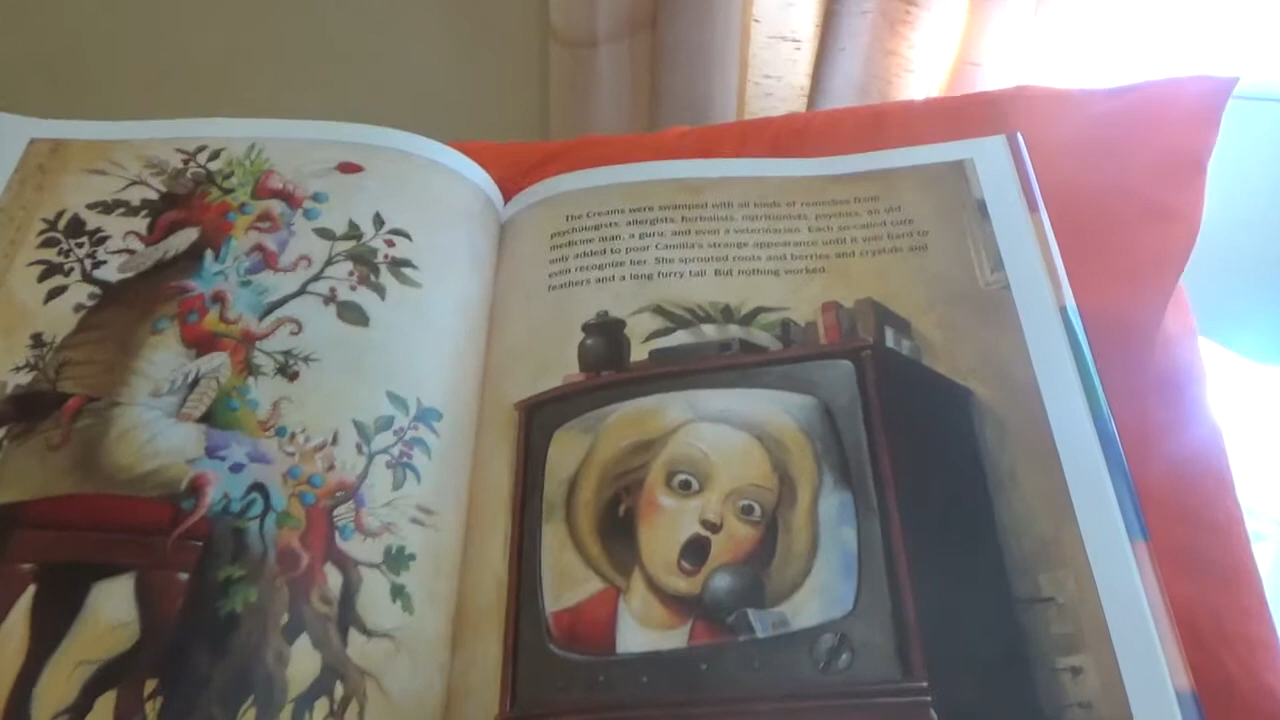 The Creams were swamped with all kinds of remedies from
psychologists, allergists, herbalists, nutritionists, psychics, an old
medicine man, a guru, and even a veterinarian. Each so-called cure
only added to poor Camilla's strange appearance until it was hard to
even recognize her. She sprouted roots and berries and crystals and
feathers and a long furry tail. But nothing worked.